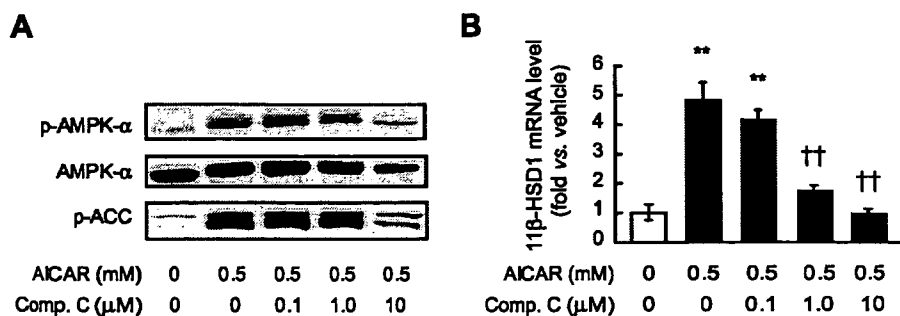 A
p-AMPK-α
AMPK-α
p-ACC
AICAR (mM) 0 0.5 0.5 0.5 0.5
Comp. C (μM) 0 0 0.1 1.0 10
B
11β-HSD1 mRNA level
(fold vs. vehicle)
6
5
4
3
2
1
0
**
**
††
††
AICAR (mM) 0 0.5 0.5 0.5 0.5
Comp. C (μM) 0 0 0.1 1.0 10